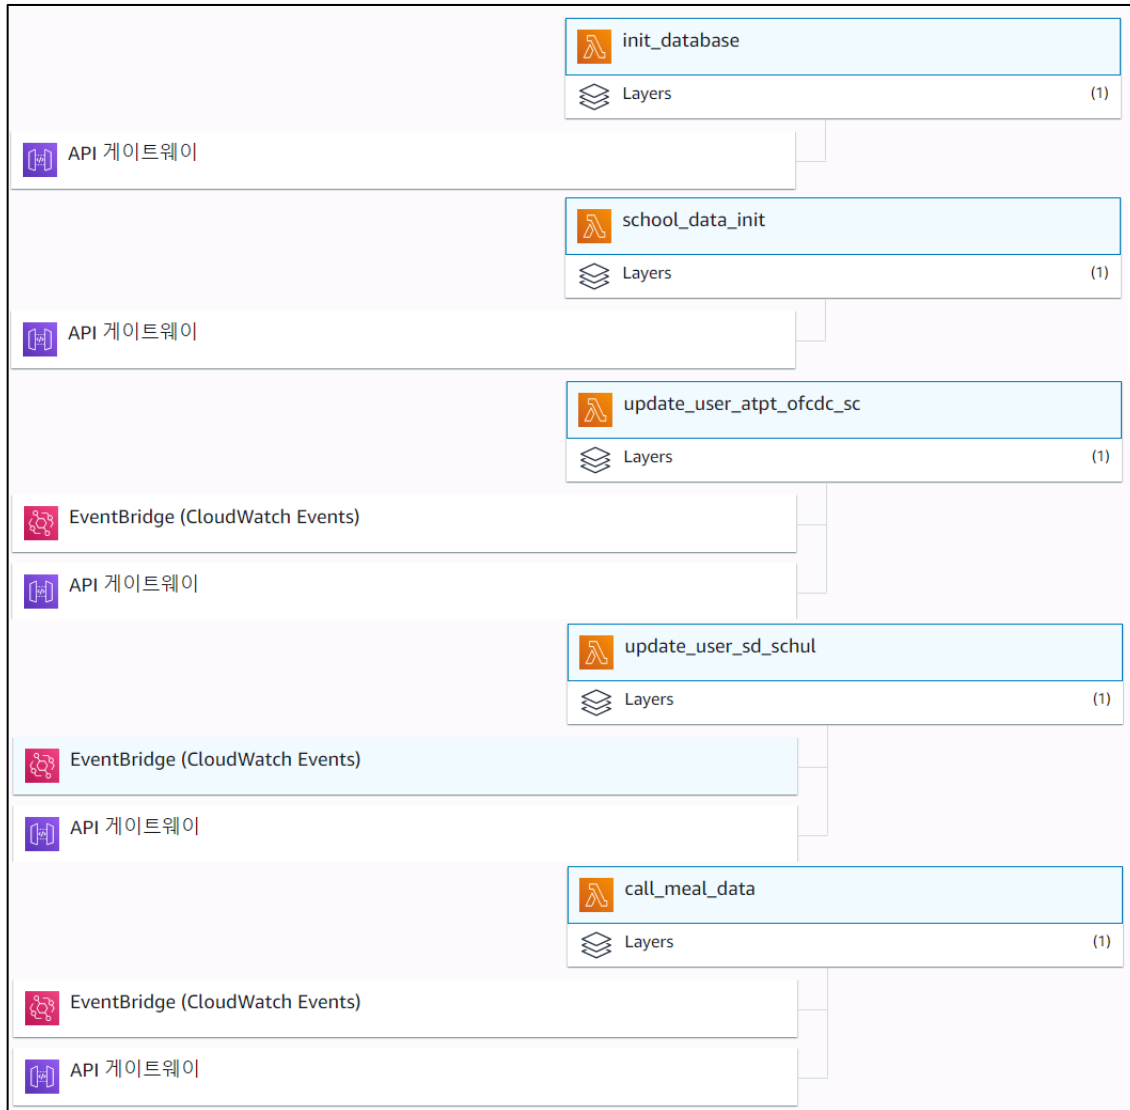 init_database
Layers (1)
API 게이트웨이
school_data_init
Layers (1)
API 게이트웨이
update_user_atpt_ofcdc_sc
Layers (1)
EventBridge (CloudWatch Events)
API 게이트웨이
update_user_sd_schul
Layers (1)
EventBridge (CloudWatch Events)
API 게이트웨이
call_meal_data
Layers (1)
EventBridge (CloudWatch Events)
API 게이트웨이